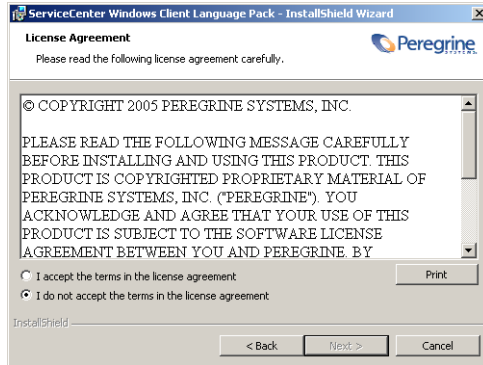 ServiceCenter Windows Client Language Pack - InstallShield Wizard
License Agreement
Please read the following license agreement carefully.
Peregrine
SYSTEMS
© COPYRIGHT 2005 PEREGRINE SYSTEMS, INC.
PLEASE READ THE FOLLOWING MESSAGE CAREFULLY
BEFORE INSTALLING AND USING THIS PRODUCT. THIS
PRODUCT IS COPYRIGHTED PROPRIETARY MATERIAL OF
PEREGRINE SYSTEMS, INC. ("PEREGRINE"). YOU
ACKNOWLEDGE AND AGREE THAT YOUR USE OF THIS
PRODUCT IS SUBJECT TO THE SOFTWARE LICENSE
AGREEMENT BETWEEN YOU AND PEREGRINE. BY
I accept the terms in the license agreement
Print
I do not accept the terms in the license agreement
InstallShield
< Back
Next >
Cancel